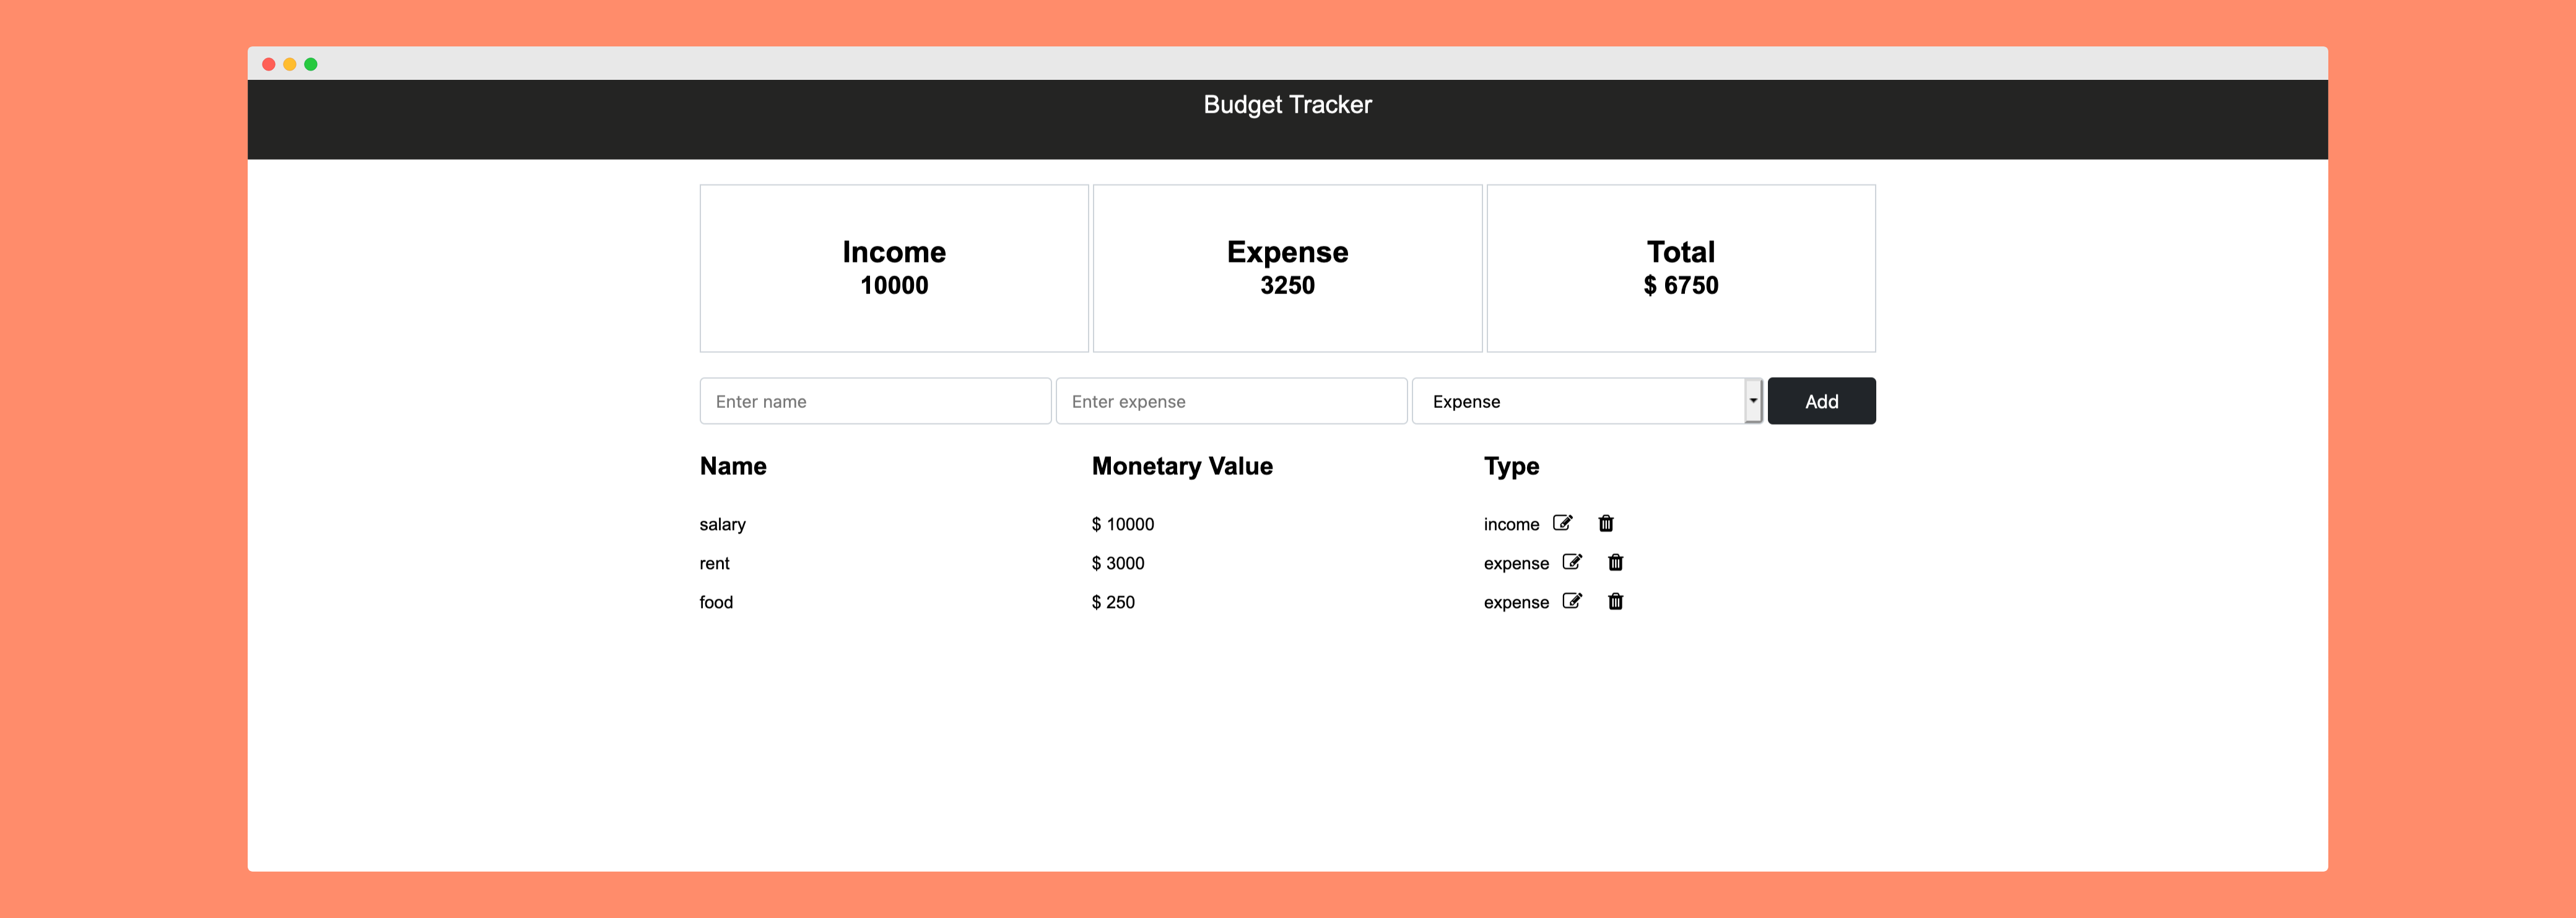 Budget Tracker
Income Expense Total
10000 3250 $ 6750
Enter name Enter expense Expense Add
Name Monetary Value Type
salary $ 10000 income
rent $ 3000 expense
food $ 250 expense